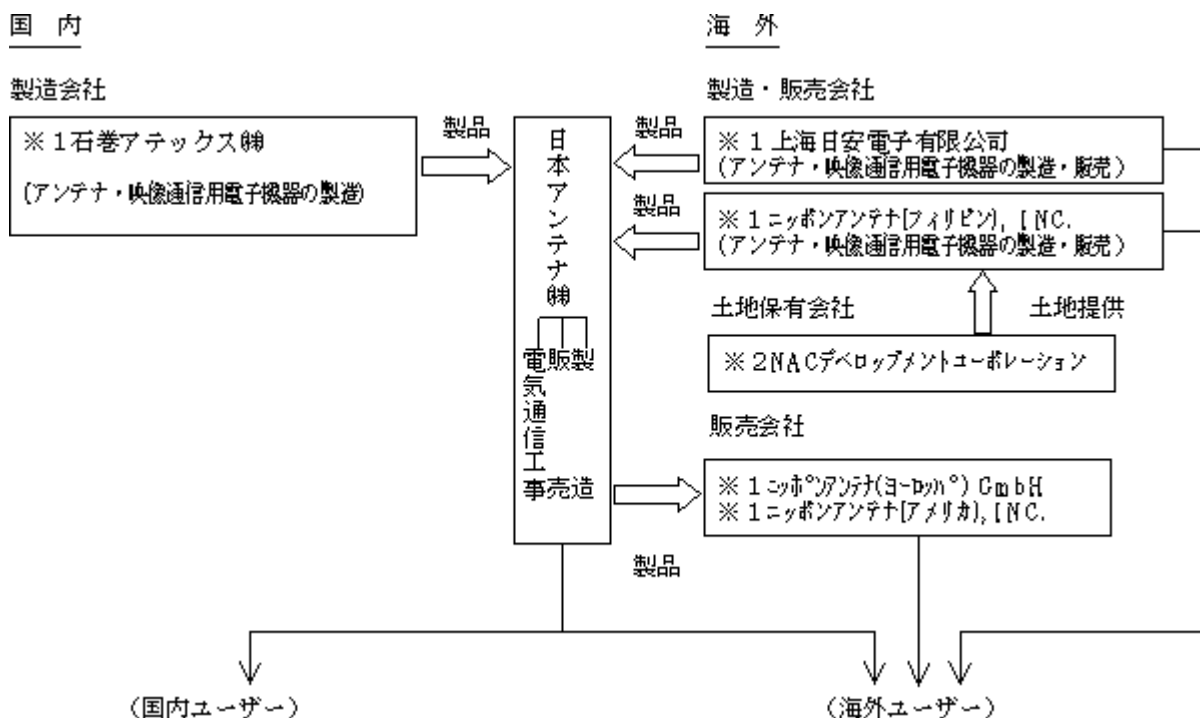 国 内
製造会社
※1石巻アテックス㈱
(アンテナ・映像通信用電子機器の製造)
製品
日本アンテナ㈱
製造
販売
電気通信工事
海 外
製造・販売会社
製品
※1上海日安電子有限公司
(アンテナ・映像通信用電子機器の製造・販売)
製品
※1ニッポンアンテナ(フィリピン), INC.
(アンテナ・映像通信用電子機器の製造・販売)
土地保有会社
土地提供
※2NACデベロップメントコーポレーション
販売会社
※1ニッポンアンテナ(ヨーロッパ) GmbH
※1ニッポンアンテナ(アメリカ), INC.
製品
(国内ユーザー)
(海外ユーザー)